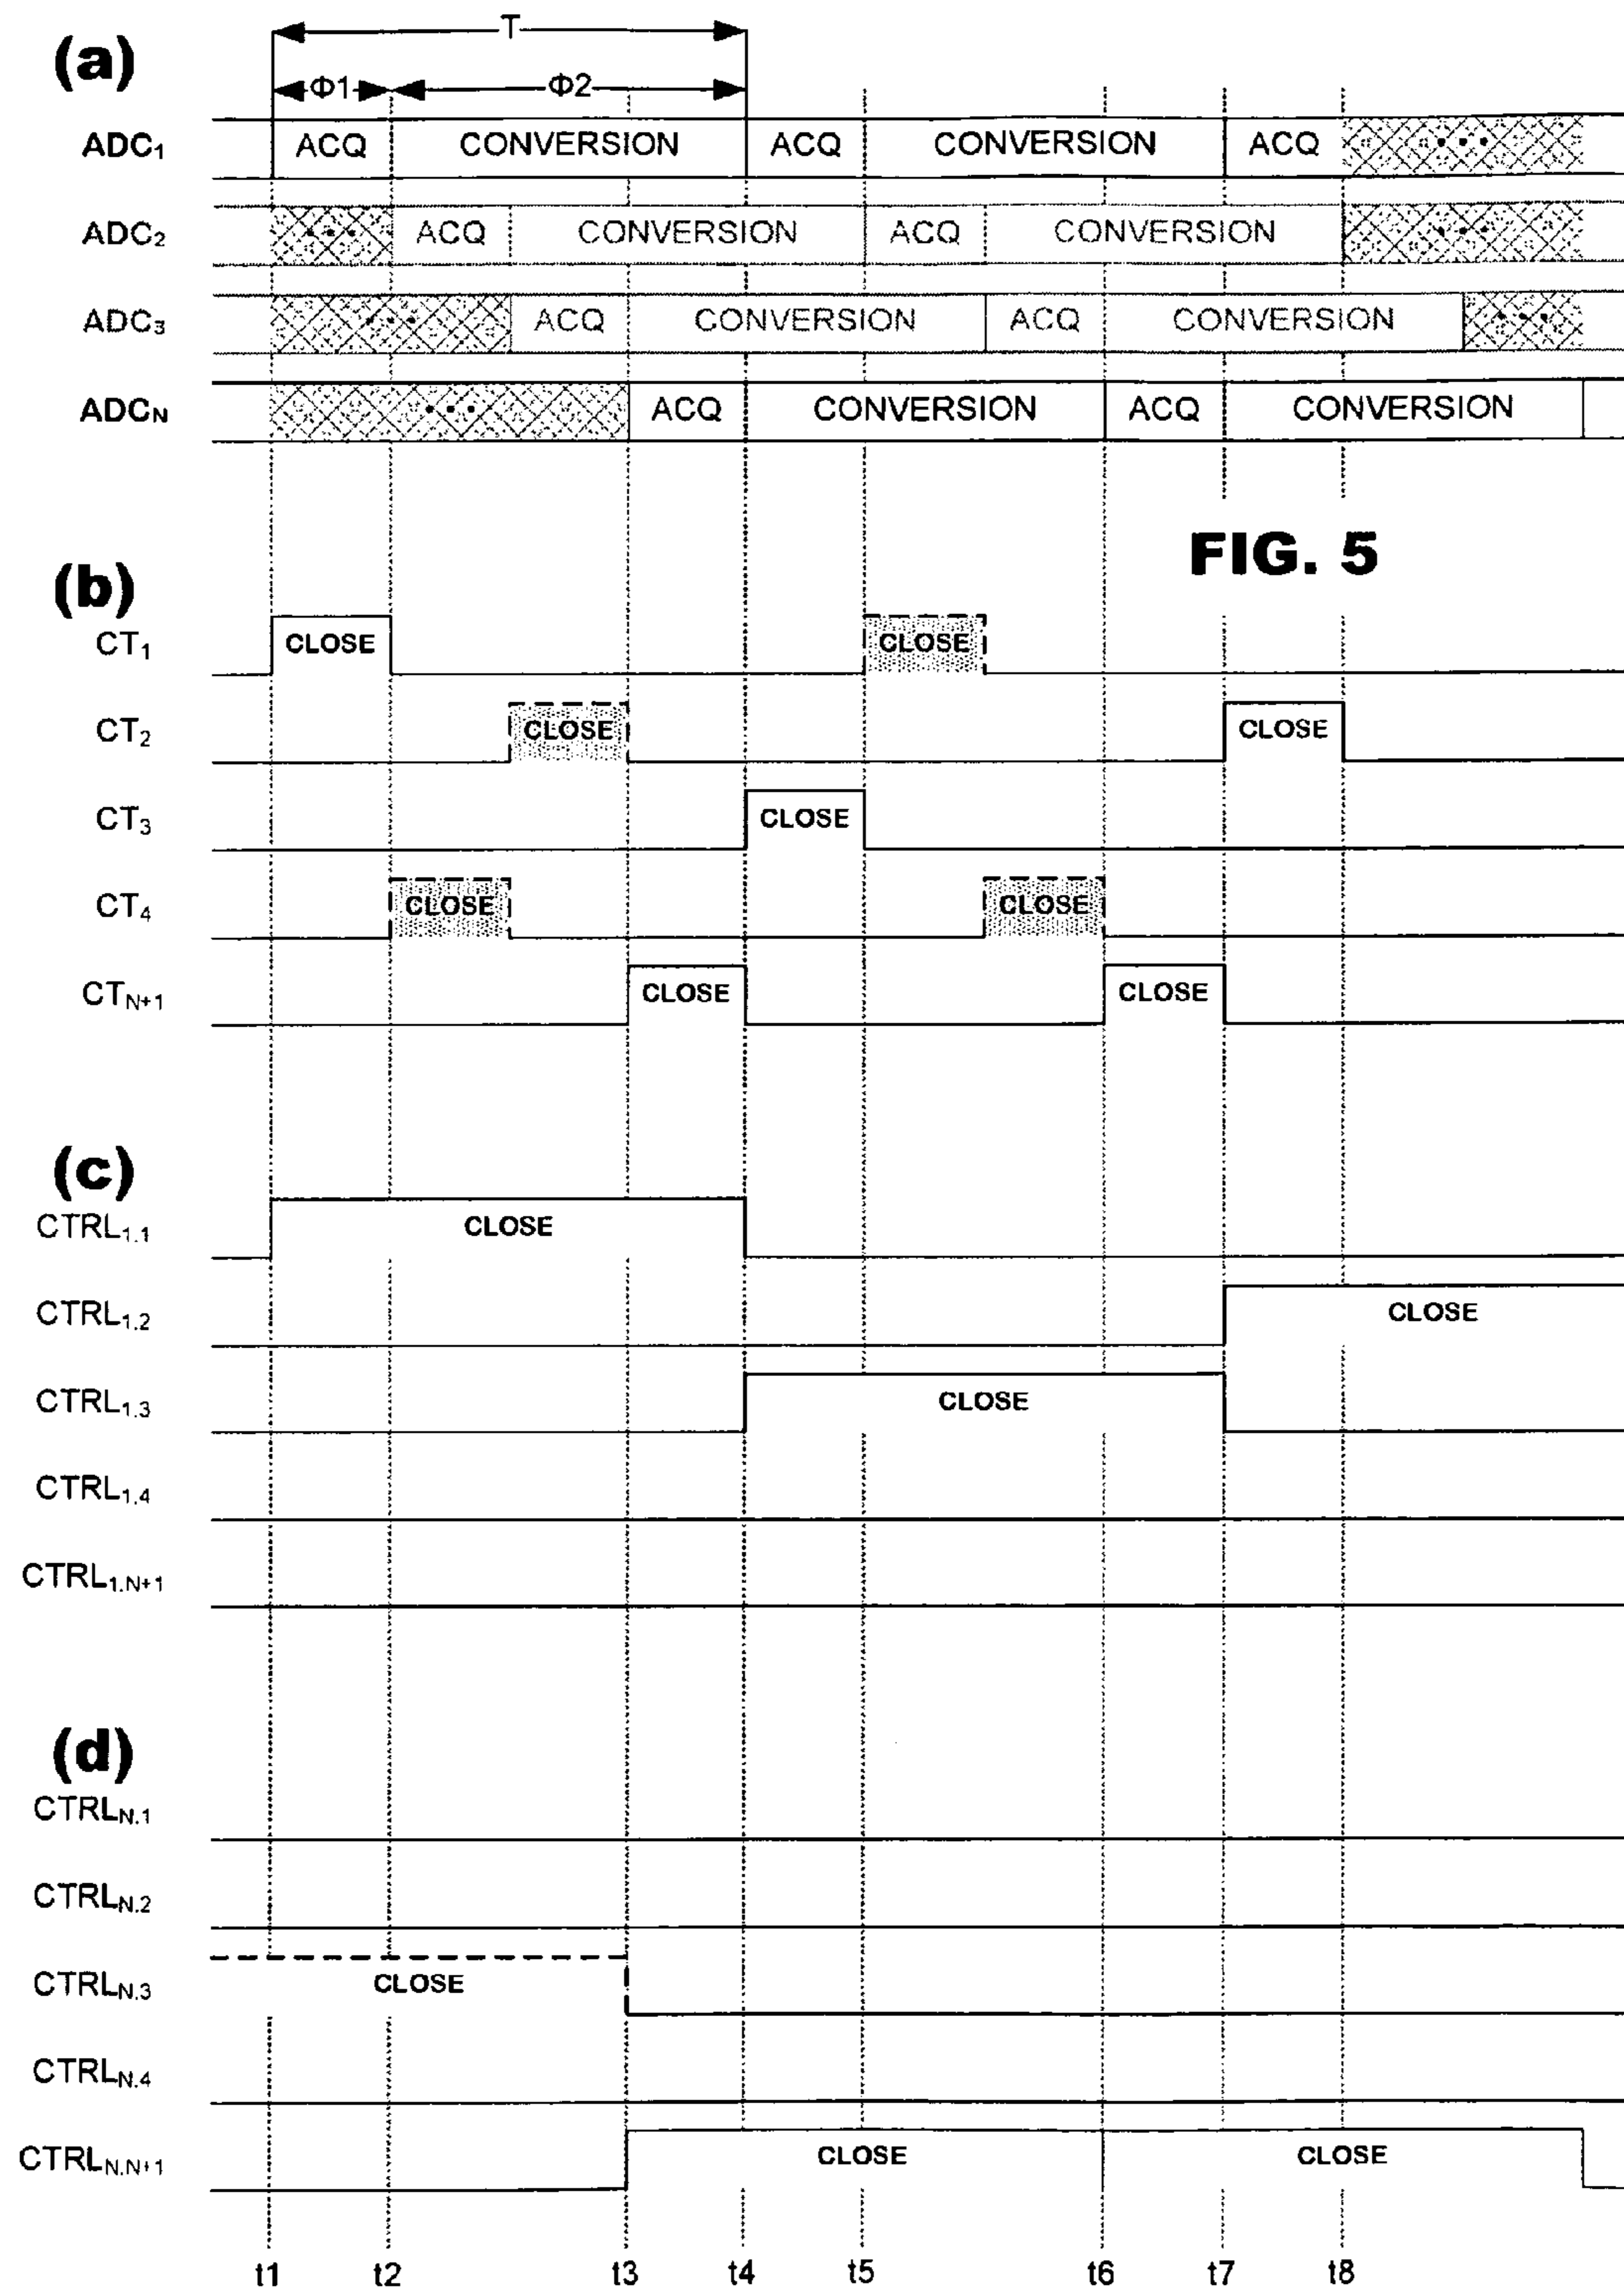 (a)
T
Φ1 Φ2
ADC1 ACQ CONVERSION ACQ CONVERSION ACQ
ADC2 ACQ CONVERSION ACQ CONVERSION
ADC3 ACQ CONVERSION ACQ CONVERSION
ADCN ACQ CONVERSION ACQ CONVERSION
FIG. 5
(b)
CT1 CLOSE CLOSE
CT2 CLOSE CLOSE
CT3 CLOSE
CT4 CLOSE CLOSE
CTN+1 CLOSE CLOSE
(c)
CTRL1.1 CLOSE
CTRL1.2 CLOSE
CTRL1.3 CLOSE
CTRL1.4
CTRL1.N+1
(d)
CTRLN.1
CTRLN.2
CTRLN.3 CLOSE
CTRLN.4
CTRLN.N+1 CLOSE CLOSE
t1 t2 t3 t4 t5 t6 t7 t8